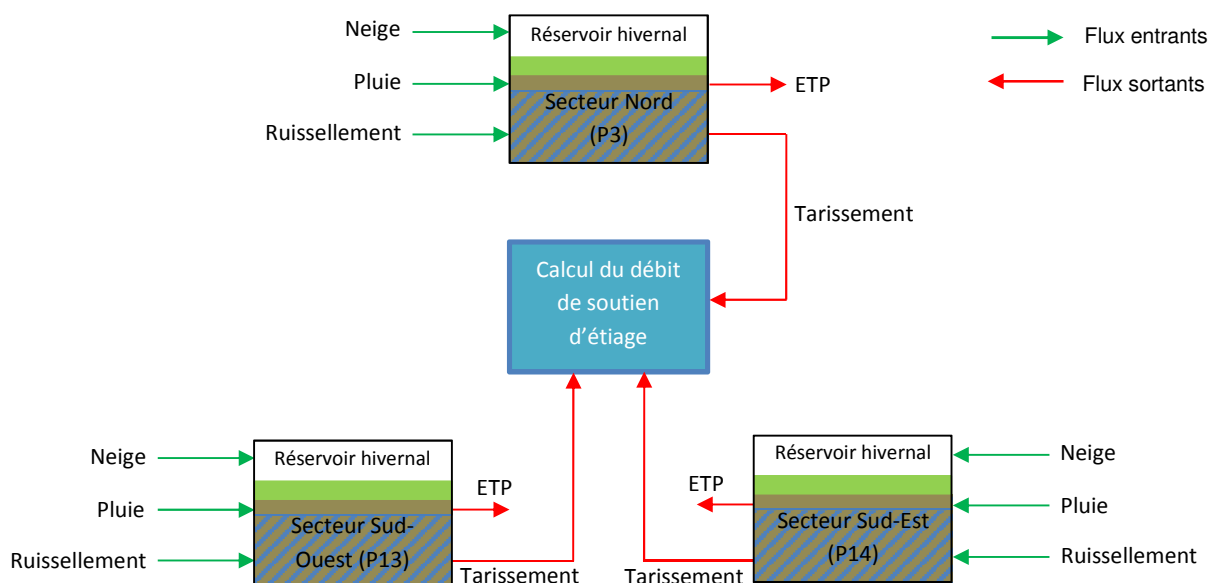 Neige
Réservoir hivernal
Flux entrants
Pluie
ETP
Flux sortants
Secteur Nord
(P3)
Ruissellement
Tarissement
Calcul du débit
de soutien
d'étiage
Neige
Réservoir hivernal
ETP
Pluie
Secteur Sud-
Ouest (P13)
Ruissellement
Tarissement
Réservoir hivernal
Neige
ETP
Pluie
Secteur Sud-Est
(P14)
Ruissellement
Tarissement